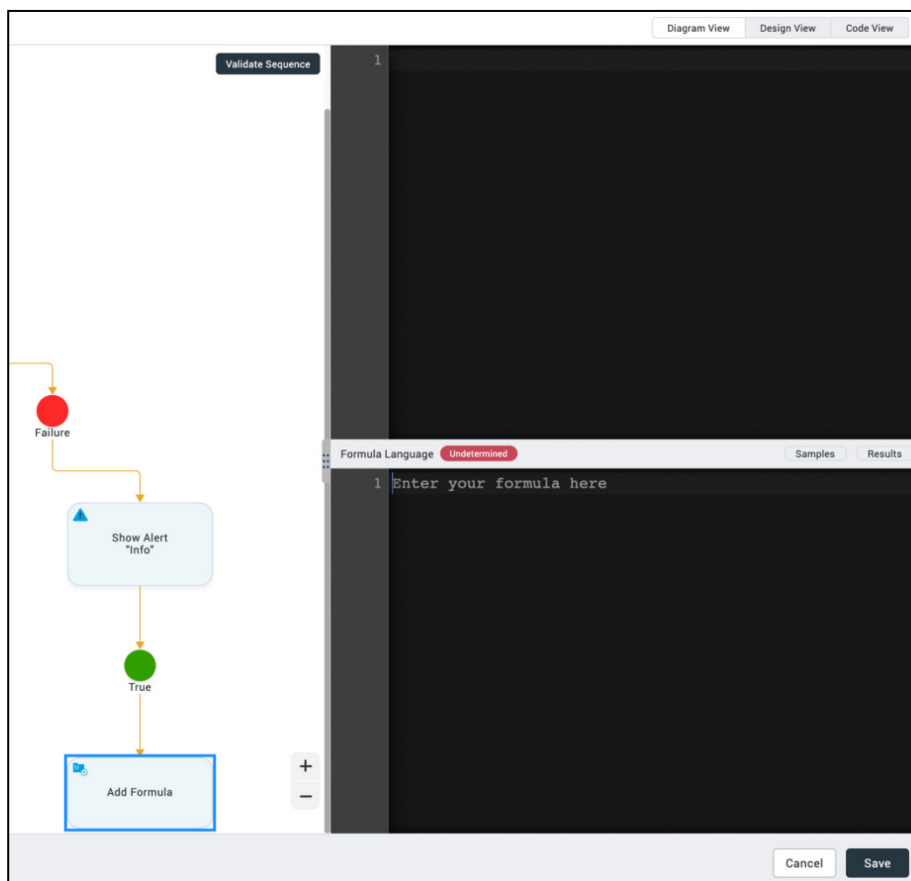 Diagram View Design View Code View
Validate Sequence
1
Failure
Show Alert
"Info"
True
Add Formula
+
−
Formula Language Undetermined Samples Results
1 Enter your formula here
Cancel Save